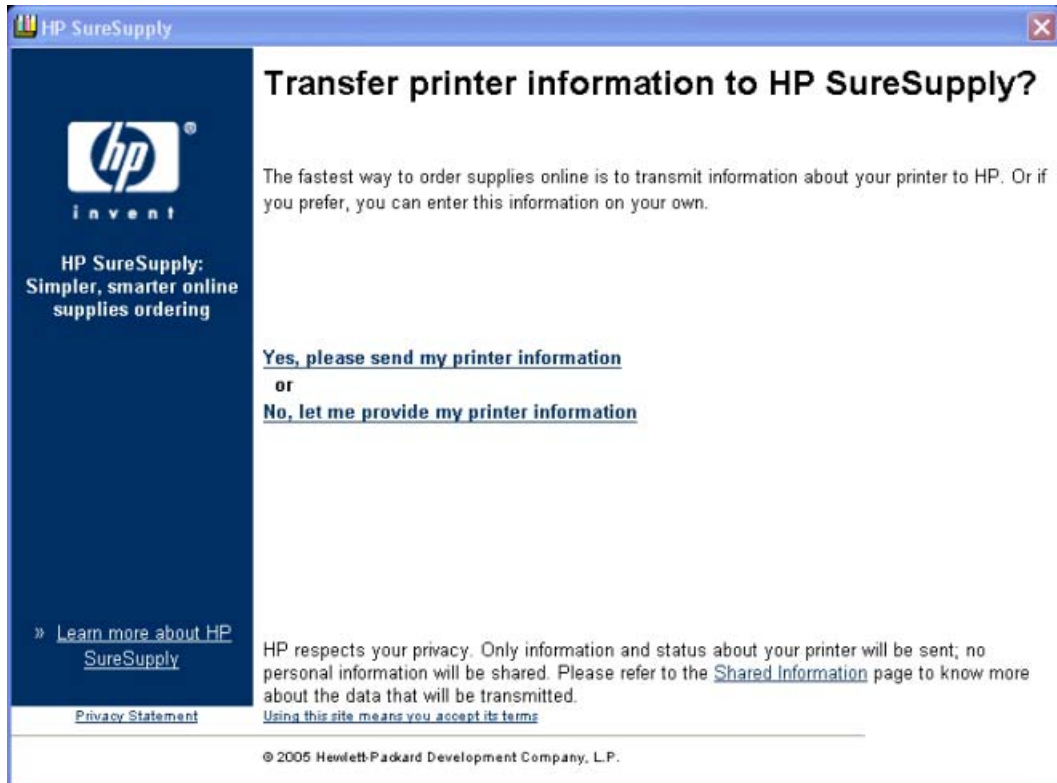 HP SureSupply
Transfer printer information to HP SureSupply?
hp
®
invent
HP SureSupply:
Simpler, smarter online
supplies ordering
The fastest way to order supplies online is to transmit information about your printer to HP. Or if
you prefer, you can enter this information on your own.
Yes, please send my printer information
or
No, let me provide my printer information
» Learn more about HP
SureSupply
HP respects your privacy. Only information and status about your printer will be sent; no
personal information will be shared. Please refer to the Shared Information page to know more
about the data that will be transmitted.
Privacy Statement
Using this site means you accept its terms
© 2005 Hewlett-Packard Development Company, L.P.